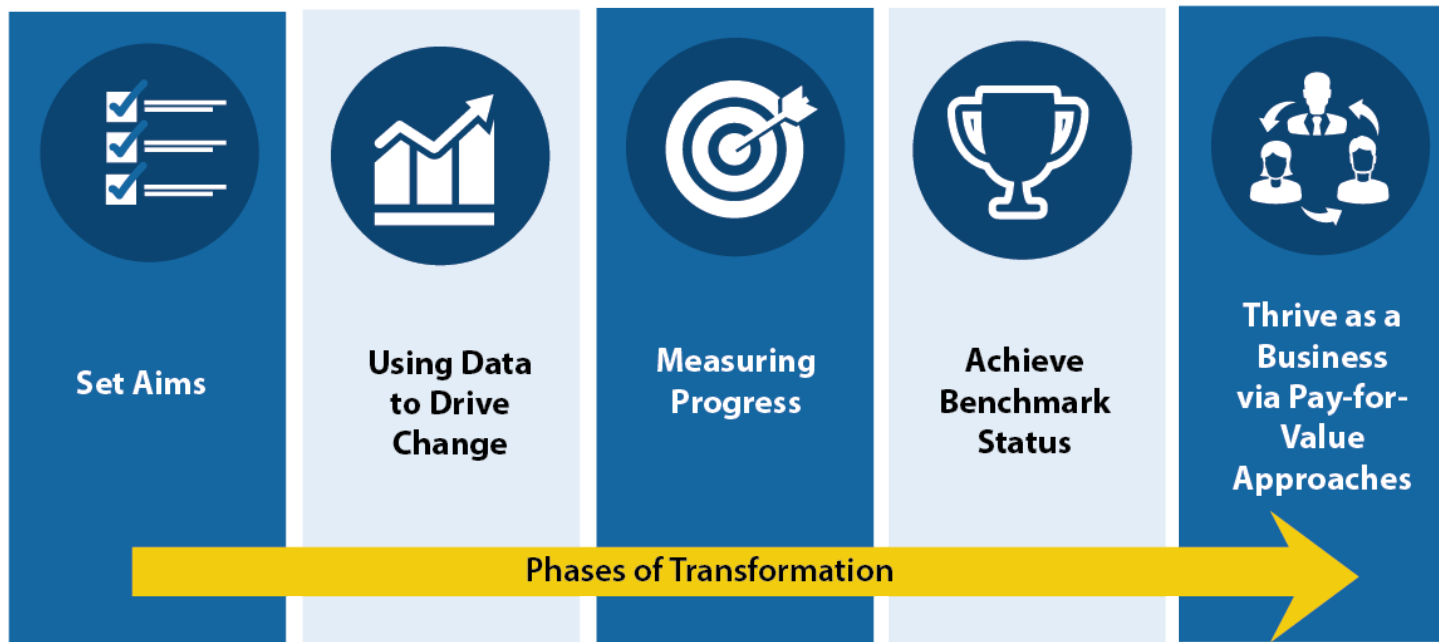 Set Aims
Using Data
to Drive
Change
Measuring
Progress
Achieve
Benchmark
Status
Thrive as a
Business
via Pay-for-
Value
Approaches
Phases of Transformation